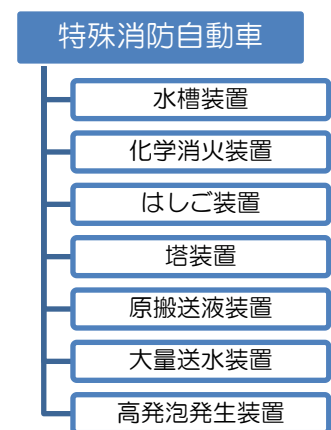 特殊消防自動車
水槽装置
化学消火装置
はしご装置
塔装置
原搬送液装置
大量送水装置
高発泡発生装置